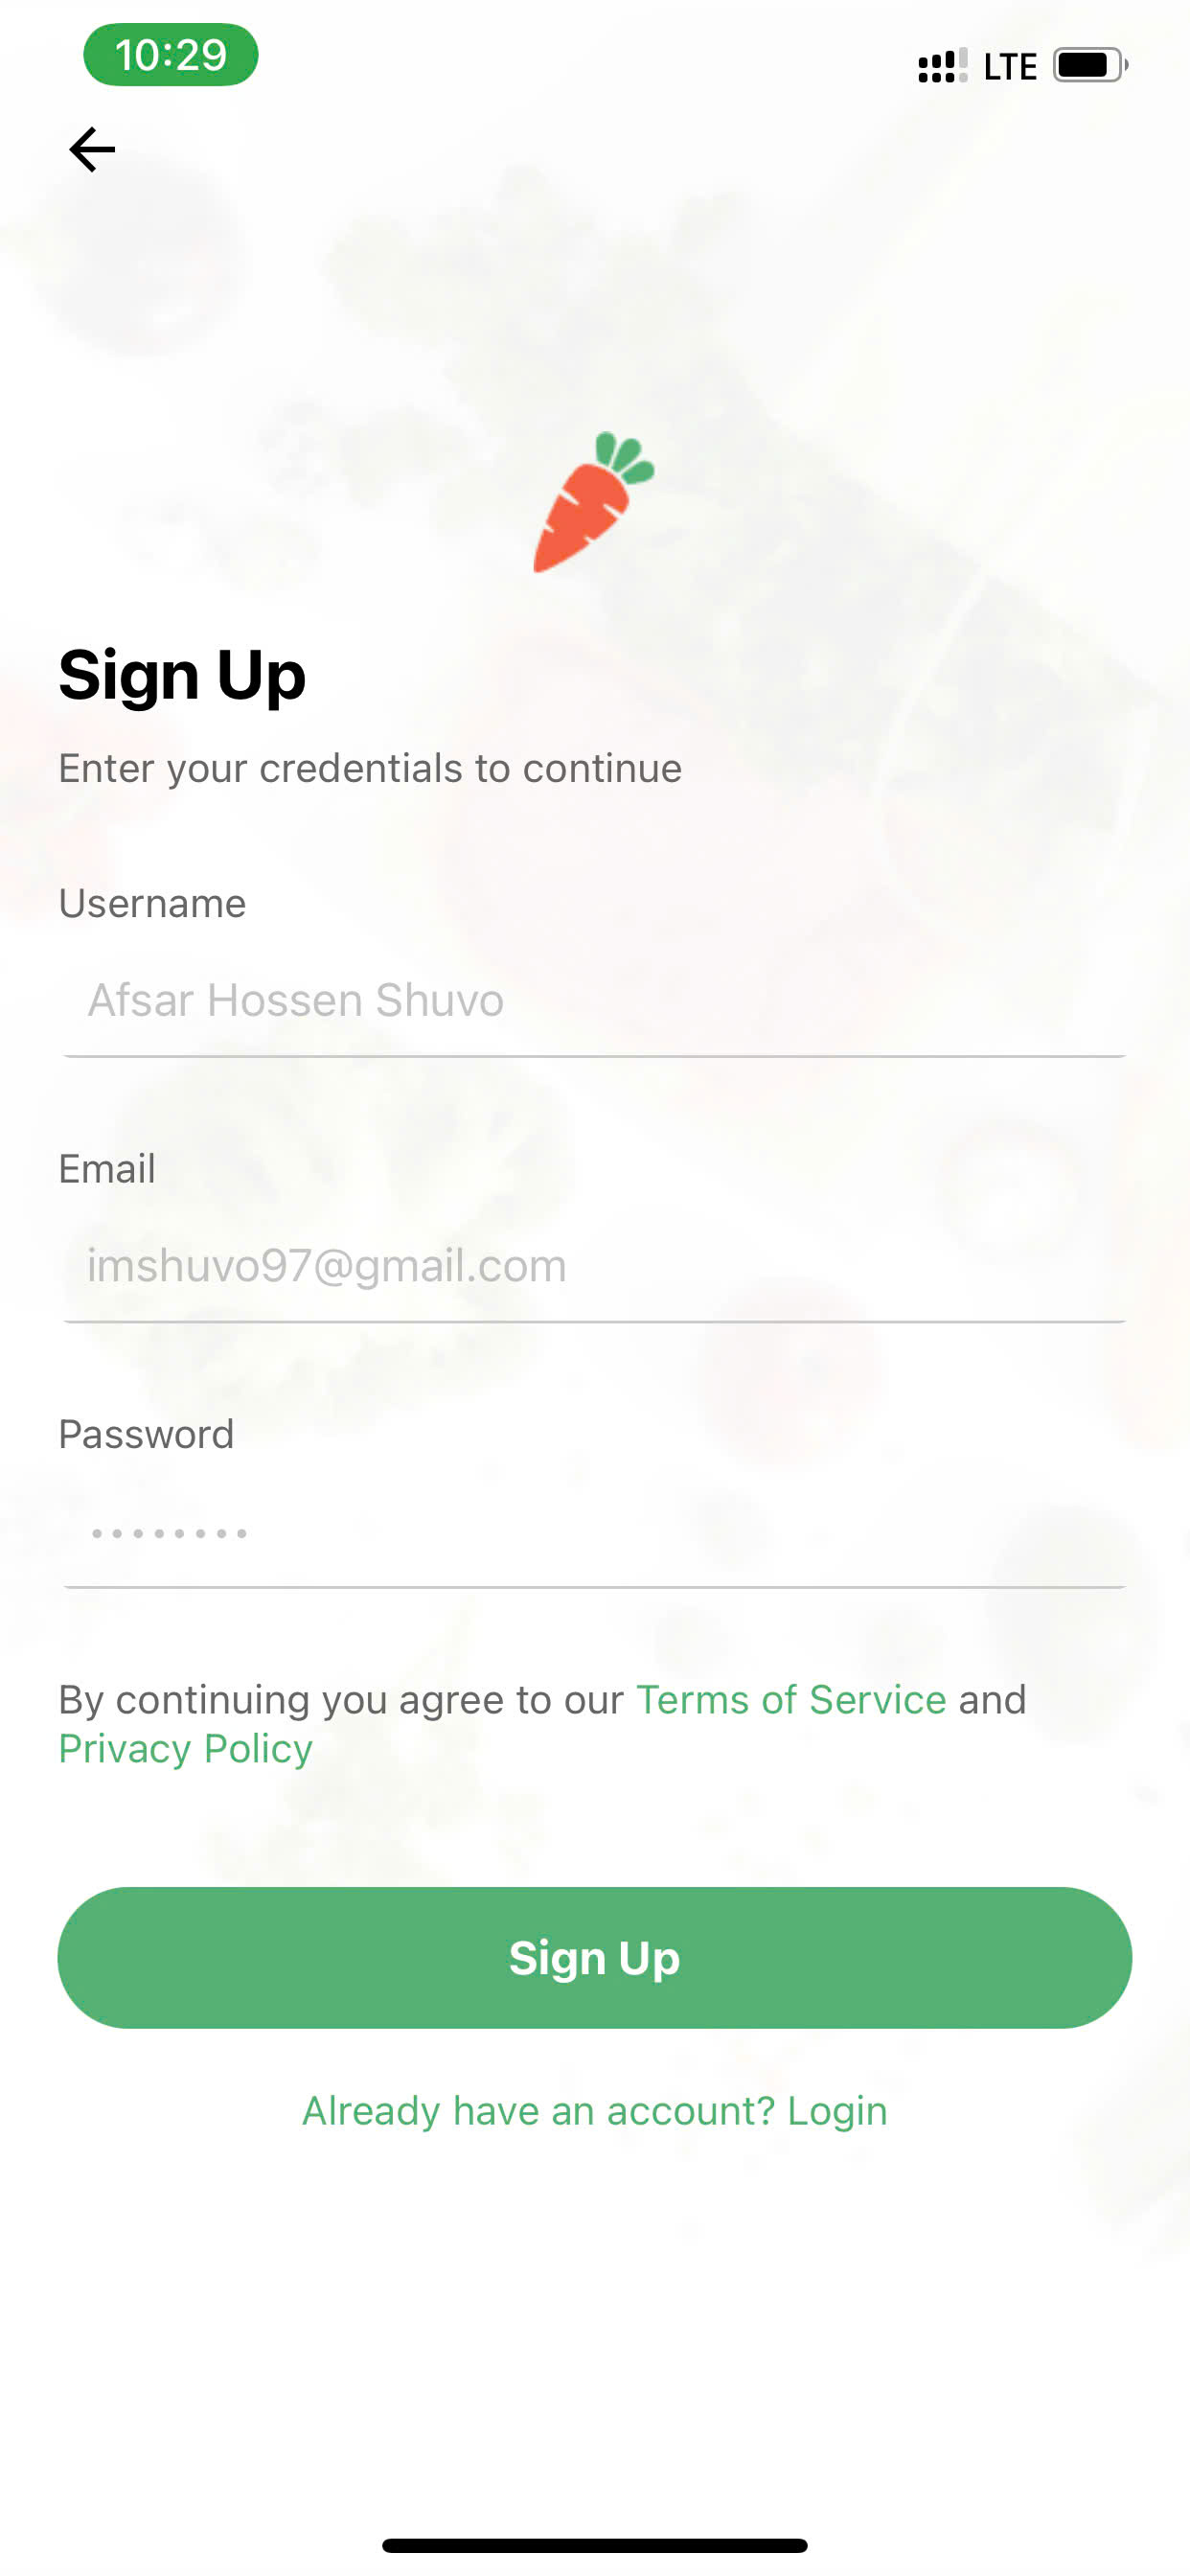 10:29
LTE
Sign Up
Enter your credentials to continue
Username
Afsar Hossen Shuvo
Email
imshuvo97@gmail.com
Password
••••••••
By continuing you agree to our Terms of Service and
Privacy Policy
Sign Up
Already have an account? Login